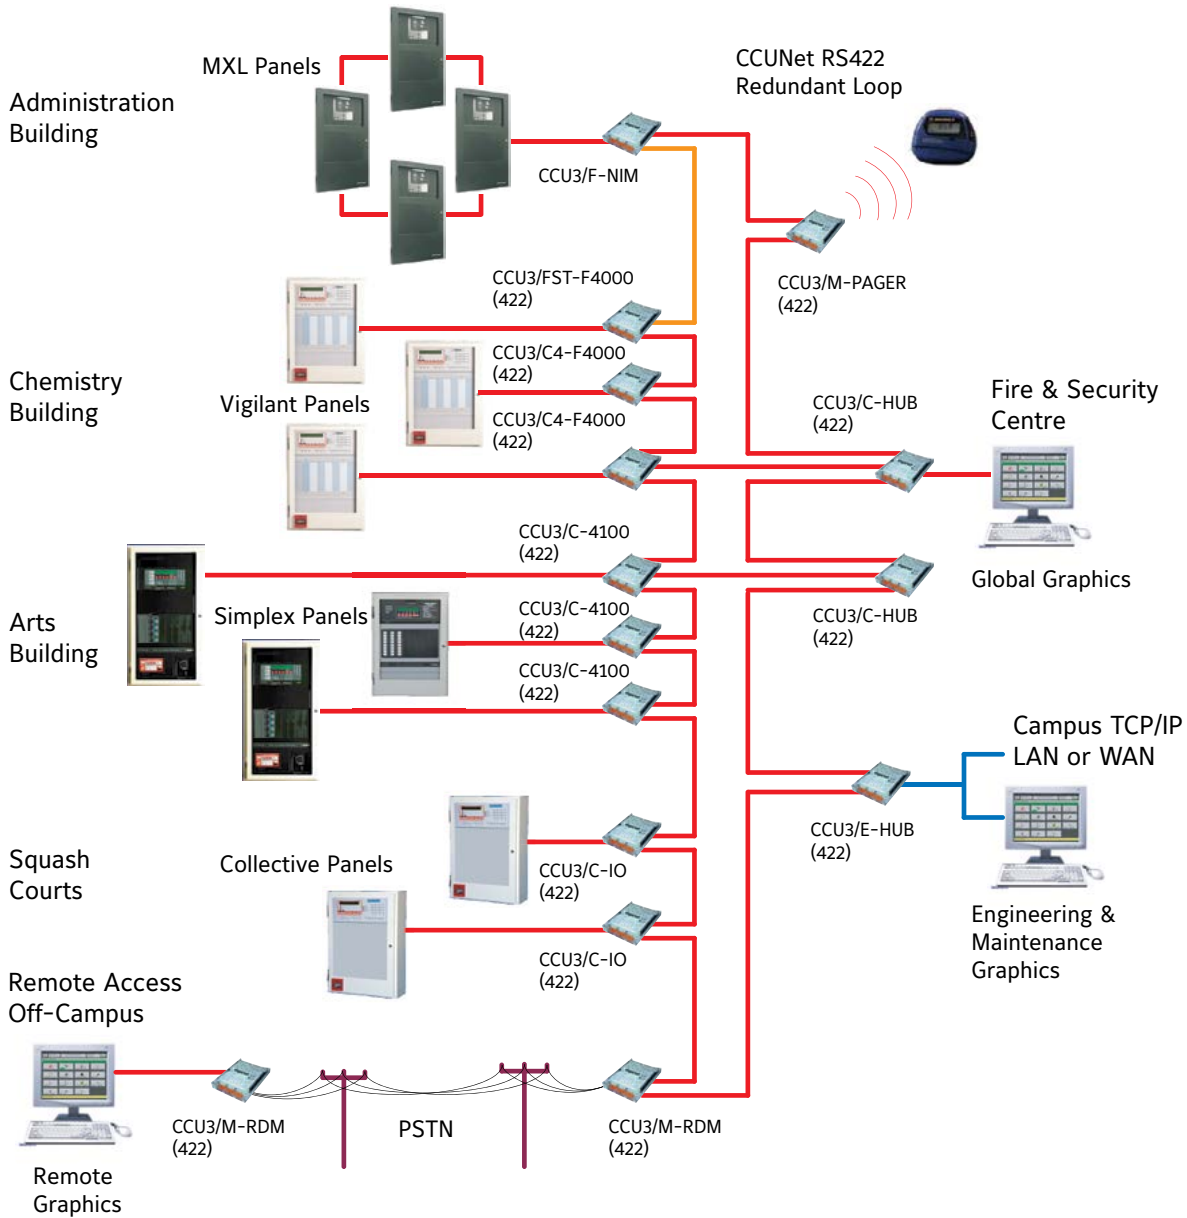 MXL Panels
CCUNet RS422
Redundant Loop
Administration
Building
CCU3/F-NIM
CCU3/M-PAGER
(422)
CCU3/FST-F4000
(422)
CCU3/C4-F4000
(422)
Chemistry
Building
Vigilant Panels
CCU3/C4-F4000
(422)
CCU3/C-HUB
(422)
Fire & Security
Centre
Global Graphics
CCU3/C-4100
(422)
CCU3/C-HUB
(422)
Arts
Building
Simplex Panels
CCU3/C-4100
(422)
CCU3/C-4100
(422)
Campus TCP/IP
LAN or WAN
CCU3/E-HUB
(422)
Engineering &
Maintenance
Graphics
Squash
Courts
Collective Panels
CCU3/C-IO
(422)
CCU3/C-IO
(422)
Remote Access
Off-Campus
CCU3/M-RDM
(422)
PSTN
CCU3/M-RDM
(422)
Remote
Graphics